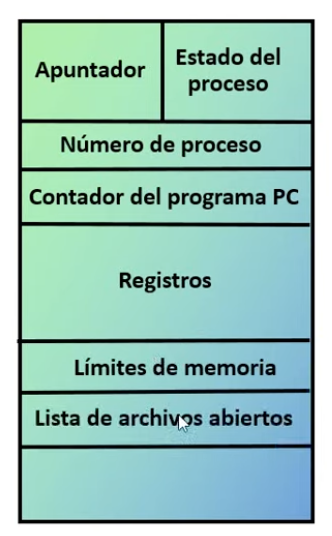 Apuntador
Estado del
proceso
Número de proceso
Contador del programa PC
Registros
Límites de memoria
Lista de archivos abiertos